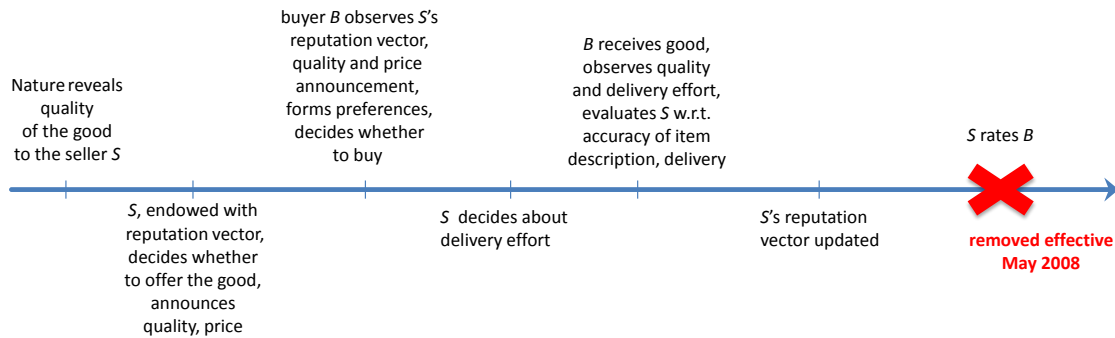 Nature reveals
quality
of the good
to the seller S
S, endowed with
reputation vector,
decides whether
to offer the good,
announces
quality, price
buyer B observes S's
reputation vector,
quality and price
announcement,
forms preferences,
decides whether
to buy
S decides about
delivery effort
B receives good,
observes quality
and delivery effort,
evaluates S w.r.t.
accuracy of item
description, delivery
S's reputation
vector updated
S rates B
removed effective
May 2008